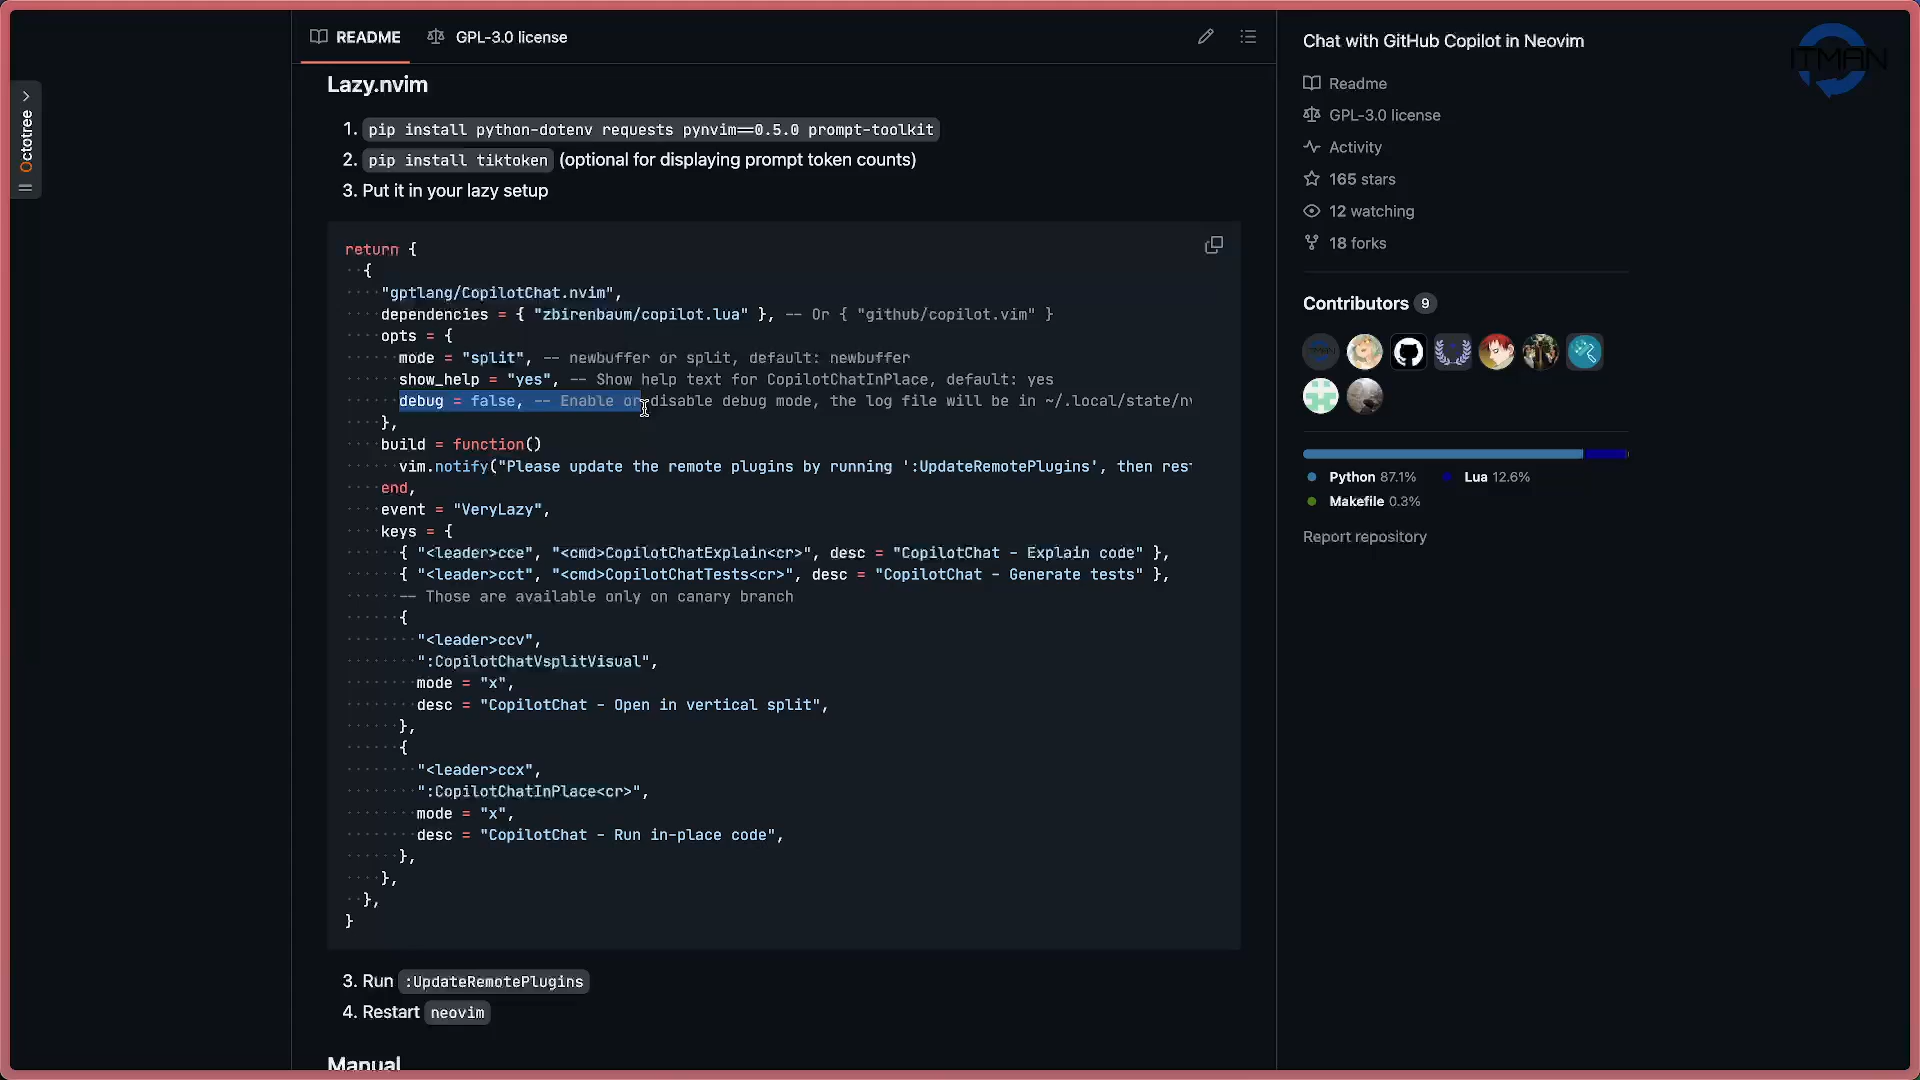 README
GPL-3.0 license
Lazy.nvim
1. pip install python-dotenv requests pynvim==0.5.0 prompt-toolkit
2. pip install tiktoken (optional for displaying prompt token counts)
3. Put it in your lazy setup
return {
{
"gptlang/CopilotChat.nvim",
dependencies = { "zbirenbaum/copilot.lua" }, -- Or { "github/copilot.vim" }
opts = {
mode = "split", -- newbuffer or split, default: newbuffer
show_help = "yes", -- Show help text for CopilotChatInPlace, default: yes
debug = false, -- Enable or disable debug mode, the log file will be in ~/.local/state/nv
},
build = function()
vim.notify("Please update the remote plugins by running ':UpdateRemotePlugins', then rest
end,
event = "VeryLazy",
keys = {
{ "<leader>cce", "<cmd>CopilotChatExplain<cr>", desc = "CopilotChat - Explain code" },
{ "<leader>cct", "<cmd>CopilotChatTests<cr>", desc = "CopilotChat - Generate tests" },
-- Those are available only on canary branch
{
"<leader>ccv",
":CopilotChatVsplitVisual",
mode = "x",
desc = "CopilotChat - Open in vertical split",
},
{
"<leader>ccx",
":CopilotChatInPlace<cr>",
mode = "x",
desc = "CopilotChat - Run in-place code",
},
},
},
}
3. Run :UpdateRemotePlugins
4. Restart neovim
Manual
Octotree
Chat with GitHub Copilot in Neovim
Readme
GPL-3.0 license
Activity
165 stars
12 watching
18 forks
Contributors 9
Python 87.1%
Lua 12.6%
Makefile 0.3%
Report repository
ITMAN